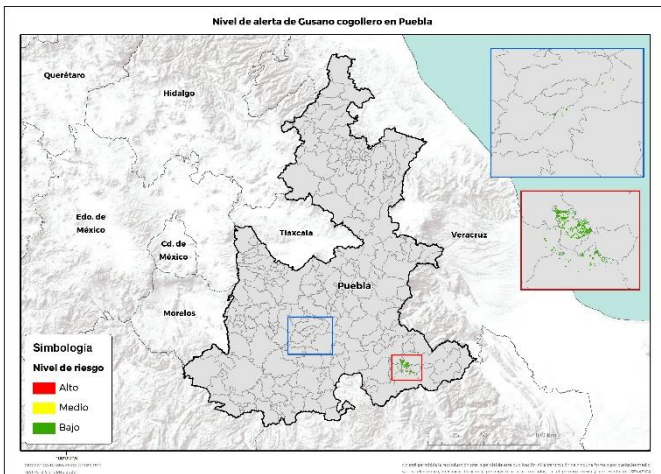 Nivel de alerta de Gusano cogollero en Puebla
Querétaro
Hidalgo
Edo. de
México
Cd. de
México
Tlaxcala
Veracruz
Puebla
Morelos
Simbología
Nivel de riesgo
Alto
Medio
Bajo